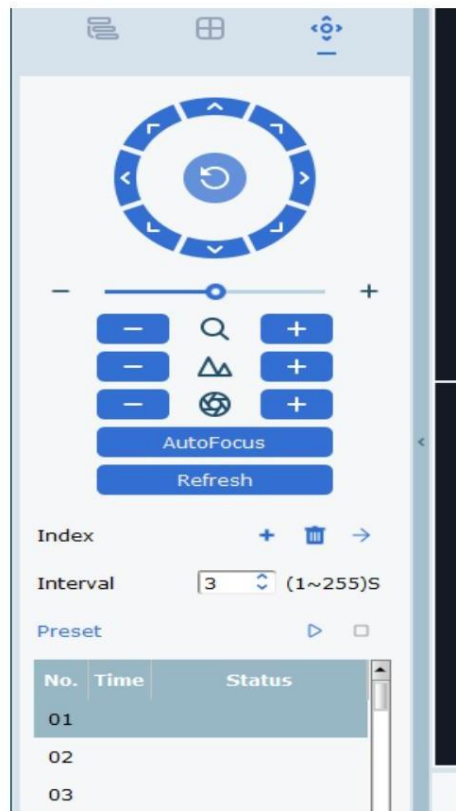 AutoFocus
Refresh
Index
Interval 3 (1~255)S
Preset
No. Time Status
01
02
03